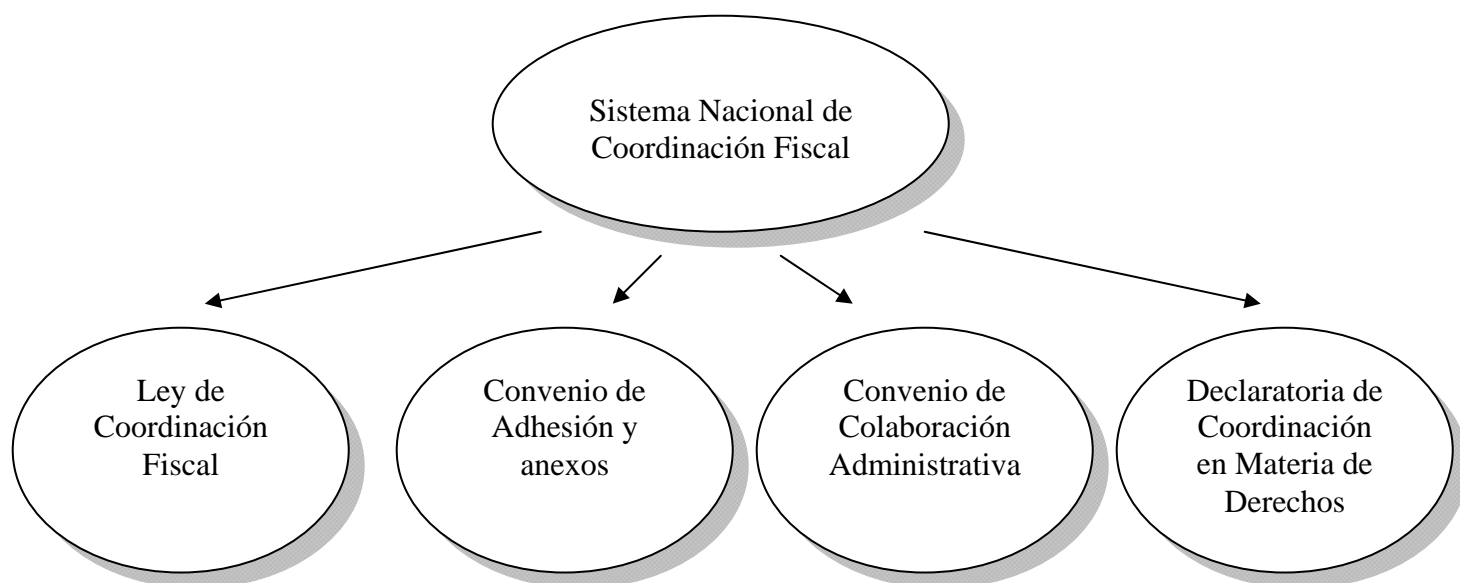 Sistema Nacional de
Coordinación Fiscal
Ley de
Coordinación
Fiscal
Convenio de
Adhesión y
anexos
Convenio de
Colaboración
Administrativa
Declaratoria de
Coordinación
en Materia de
Derechos